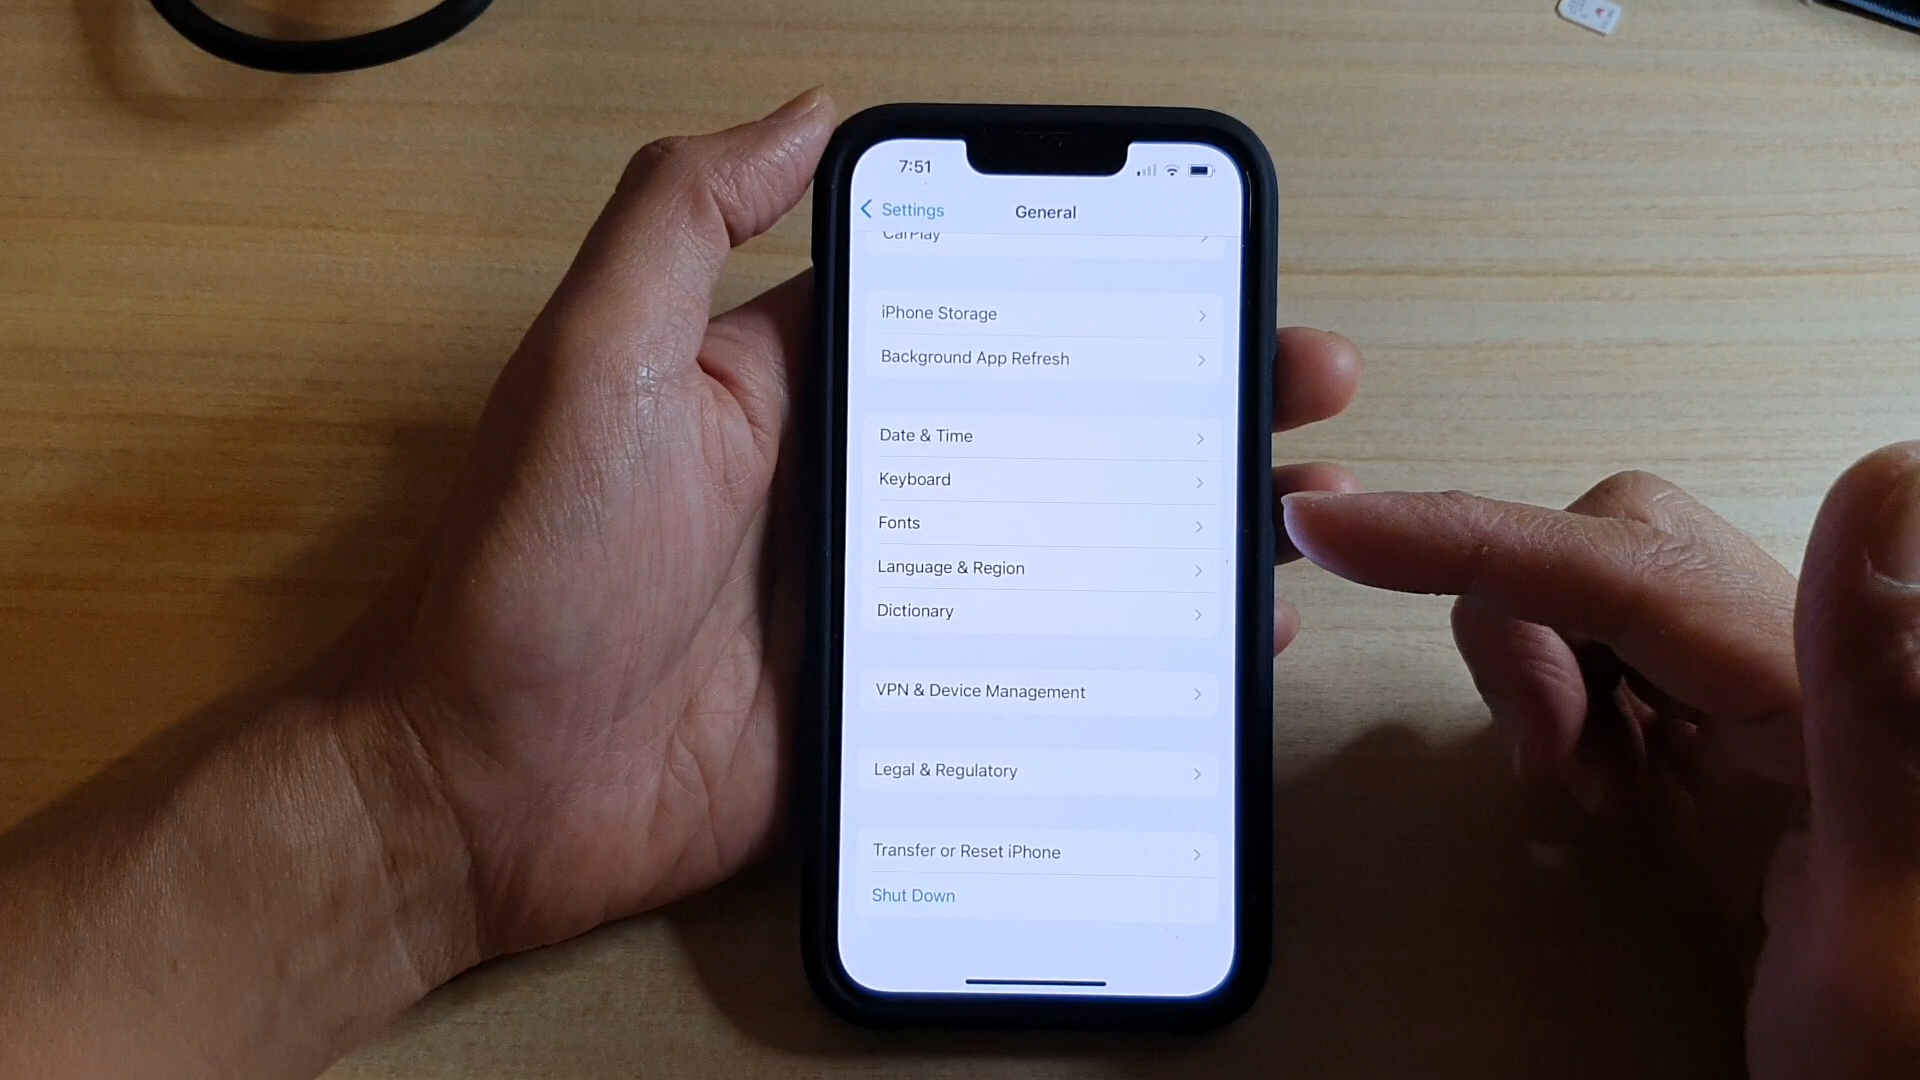 7:51
Settings
General
CarPlay
iPhone Storage
Background App Refresh
Date & Time
Keyboard
Fonts
Language & Region
Dictionary
VPN & Device Management
Legal & Regulatory
Transfer or Reset iPhone
Shut Down